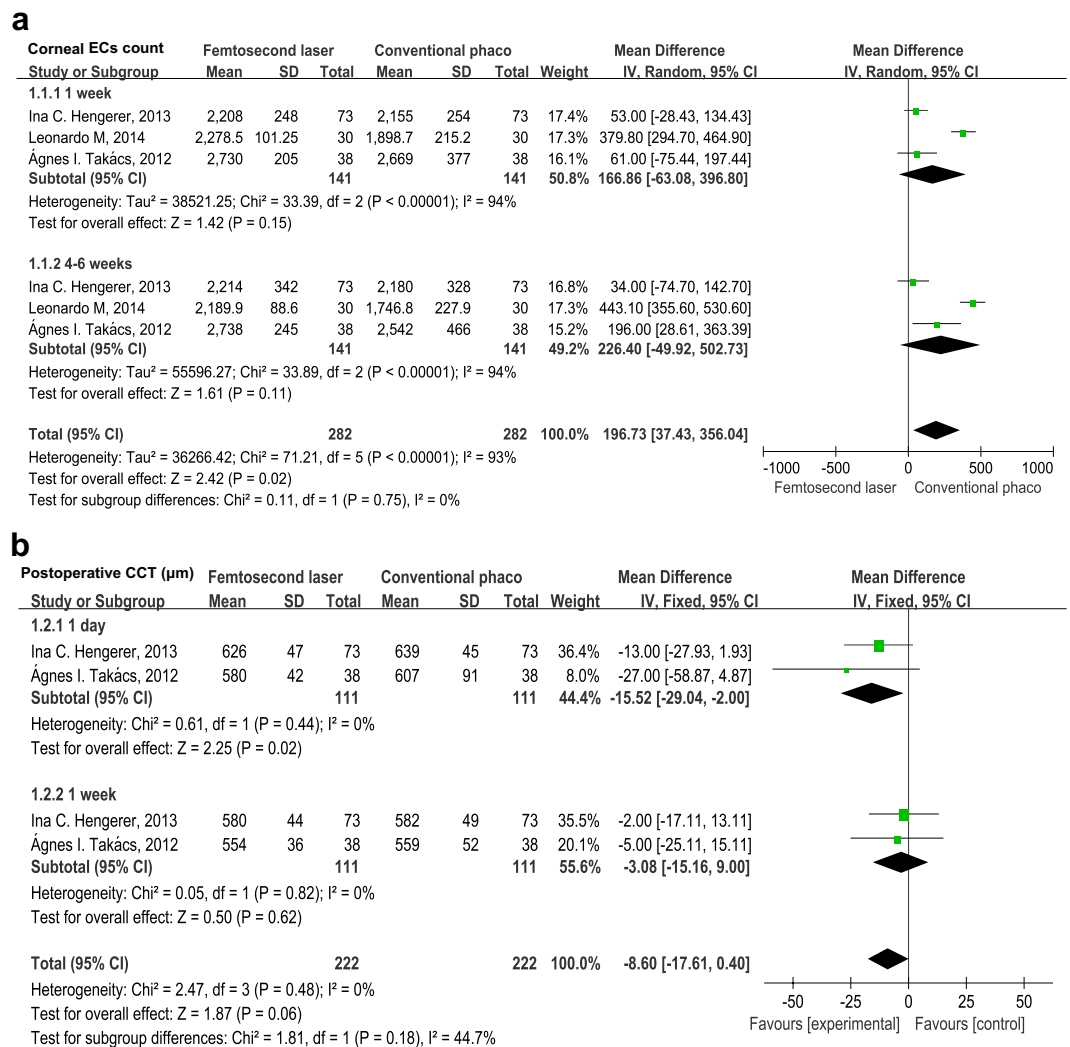 a
Corneal ECs count Femtosecond laser Conventional phaco Mean Difference Mean Difference
Study or Subgroup Mean SD Total Mean SD Total Weight IV, Random, 95% CI IV, Random, 95% CI
1.1.1 1 week
Ina C. Hengerer, 2013 2,208 248 73 2,155 254 73 17.4% 53.00 [-28.43, 134.43]
Leonardo M, 2014 2,278.5 101.25 30 1,898.7 215.2 30 17.3% 379.80 [294.70, 464.90]
Ágnes I. Takács, 2012 2,730 205 38 2,669 377 38 16.1% 61.00 [-75.44, 197.44]
Subtotal (95% CI) 141 141 50.8% 166.86 [-63.08, 396.80]
Heterogeneity: Tau² = 38521.25; Chi² = 33.39, df = 2 (P < 0.00001); I² = 94%
Test for overall effect: Z = 1.42 (P = 0.15)
1.1.2 4-6 weeks
Ina C. Hengerer, 2013 2,214 342 73 2,180 328 73 16.8% 34.00 [-74.70, 142.70]
Leonardo M, 2014 2,189.9 88.6 30 1,746.8 227.9 30 17.3% 443.10 [355.60, 530.60]
Ágnes I. Takács, 2012 2,738 245 38 2,542 466 38 15.2% 196.00 [28.61, 363.39]
Subtotal (95% CI) 141 141 49.2% 226.40 [-49.92, 502.73]
Heterogeneity: Tau² = 55596.27; Chi² = 33.89, df = 2 (P < 0.00001); I² = 94%
Test for overall effect: Z = 1.61 (P = 0.11)
Total (95% CI) 282 282 100.0% 196.73 [37.43, 356.04]
Heterogeneity: Tau² = 36266.42; Chi² = 71.21, df = 5 (P < 0.00001); I² = 93%
Test for overall effect: Z = 2.42 (P = 0.02)
Test for subgroup differences: Chi² = 0.11, df = 1 (P = 0.75), I² = 0%
-1000 -500 0 500 1000
Femtosecond laser Conventional phaco
b
Postoperative CCT (µm) Femtosecond laser Conventional phaco Mean Difference Mean Difference
Study or Subgroup Mean SD Total Mean SD Total Weight IV, Fixed, 95% CI IV, Fixed, 95% CI
1.2.1 1 day
Ina C. Hengerer, 2013 626 47 73 639 45 73 36.4% -13.00 [-27.93, 1.93]
Ágnes I. Takács, 2012 580 42 38 607 91 38 8.0% -27.00 [-58.87, 4.87]
Subtotal (95% CI) 111 111 44.4% -15.52 [-29.04, -2.00]
Heterogeneity: Chi² = 0.61, df = 1 (P = 0.44); I² = 0%
Test for overall effect: Z = 2.25 (P = 0.02)
1.2.2 1 week
Ina C. Hengerer, 2013 580 44 73 582 49 73 35.5% -2.00 [-17.11, 13.11]
Ágnes I. Takács, 2012 554 36 38 559 52 38 20.1% -5.00 [-25.11, 15.11]
Subtotal (95% CI) 111 111 55.6% -3.08 [-15.16, 9.00]
Heterogeneity: Chi² = 0.05, df = 1 (P = 0.82); I² = 0%
Test for overall effect: Z = 0.50 (P = 0.62)
Total (95% CI) 222 222 100.0% -8.60 [-17.61, 0.40]
Heterogeneity: Chi² = 2.47, df = 3 (P = 0.48); I² = 0%
Test for overall effect: Z = 1.87 (P = 0.06)
Test for subgroup differences: Chi² = 1.81, df = 1 (P = 0.18), I² = 44.7%
-50 -25 0 25 50
Favours [experimental] Favours [control]